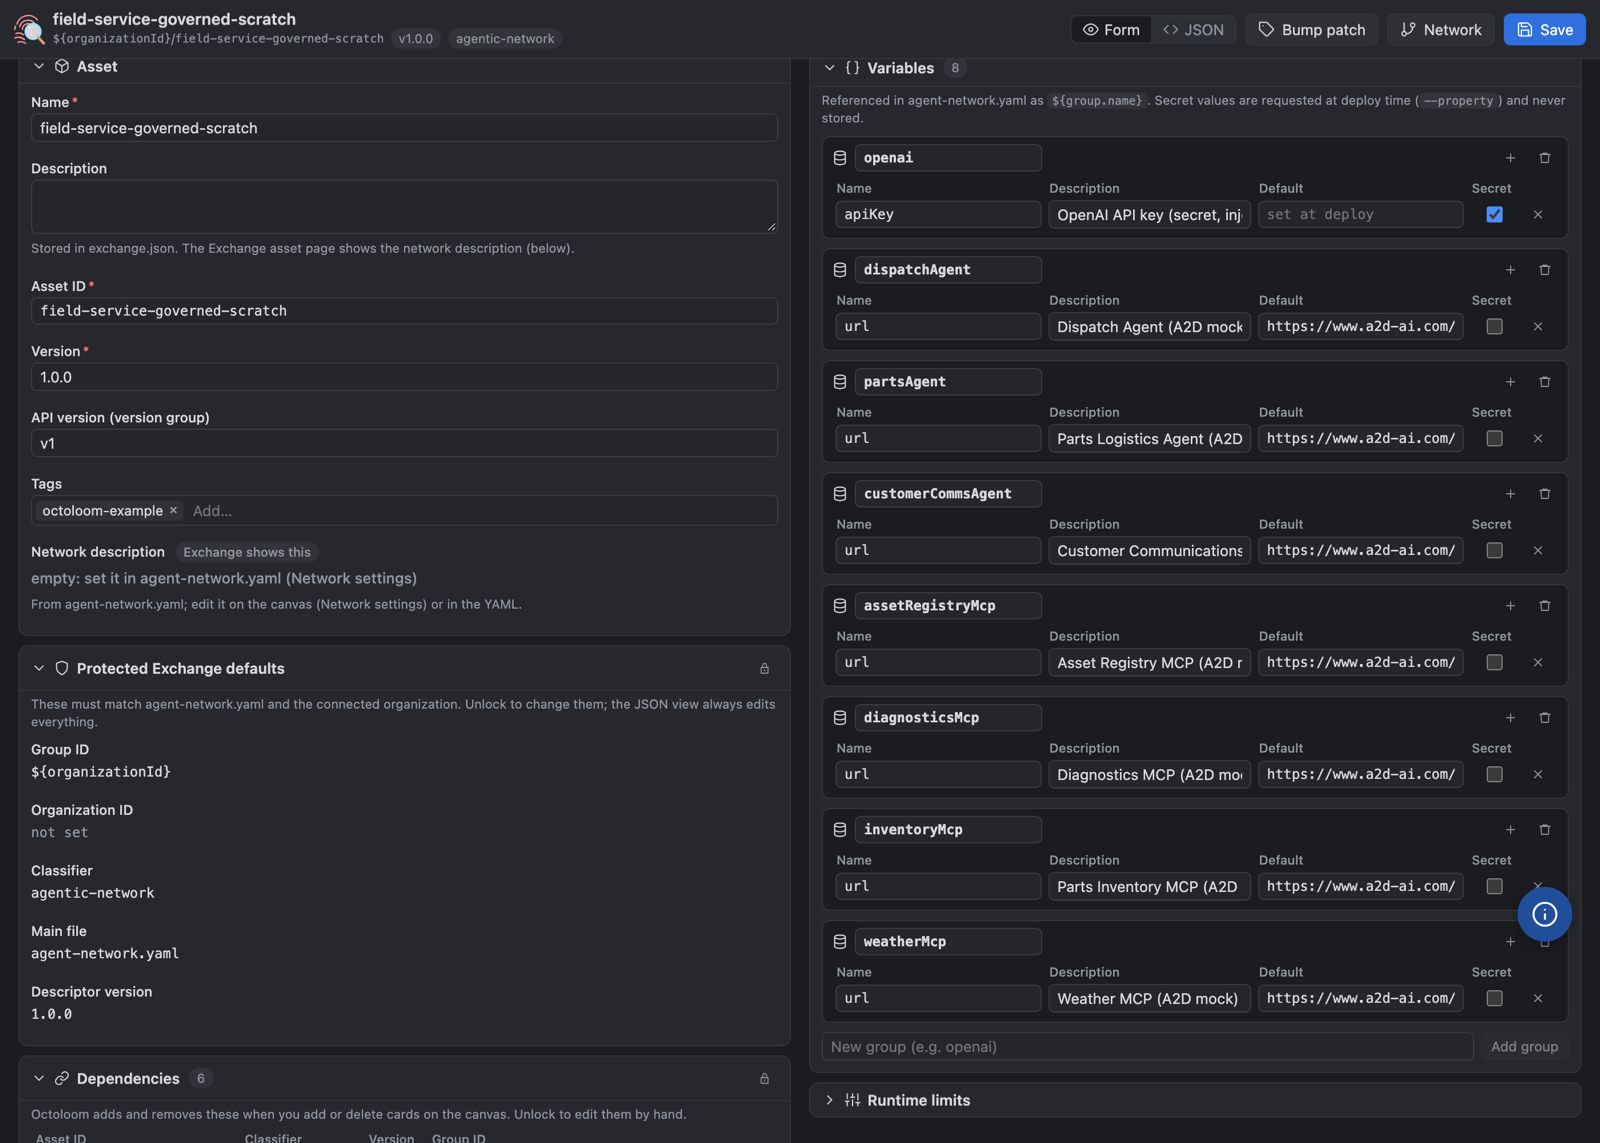 field-service-governed-scratch
${organizationId}/field-service-governed-scratch v1.0.0 agentic-network
Form JSON Bump patch Network Save
Asset
Name*
field-service-governed-scratch
Description
Stored in exchange.json. The Exchange asset page shows the network description (below).
Asset ID*
field-service-governed-scratch
Version*
1.0.0
API version (version group)
v1
Tags
octoloom-example × Add...
Network description Exchange shows this
empty: set it in agent-network.yaml (Network settings)
From agent-network.yaml; edit it on the canvas (Network settings) or in the YAML.
Protected Exchange defaults
These must match agent-network.yaml and the connected organization. Unlock to change them; the JSON view always edits
everything.
Group ID
${organizationId}
Organization ID
not set
Classifier
agentic-network
Main file
agent-network.yaml
Descriptor version
1.0.0
Dependencies 6
Octoloom adds and removes these when you add or delete cards on the canvas. Unlock to edit them by hand.
Asset ID Classifier Version Group ID
{} Variables 8
Referenced in agent-network.yaml as ${group.name}. Secret values are requested at deploy time (--property) and never
stored.
openai
Name Description Default Secret
apiKey OpenAI API key (secret, inj set at deploy
dispatchAgent
Name Description Default Secret
url Dispatch Agent (A2D mock https://www.a2d-ai.com/
partsAgent
Name Description Default Secret
url Parts Logistics Agent (A2D https://www.a2d-ai.com/
customerCommsAgent
Name Description Default Secret
url Customer Communications https://www.a2d-ai.com/
assetRegistryMcp
Name Description Default Secret
url Asset Registry MCP (A2D https://www.a2d-ai.com/
diagnosticsMcp
Name Description Default Secret
url Diagnostics MCP (A2D mo https://www.a2d-ai.com/
inventoryMcp
Name Description Default Secret
url Parts Inventory MCP (A2D https://www.a2d-ai.com/
weatherMcp
Name Description Default Secret
url Weather MCP (A2D mock) https://www.a2d-ai.com/
New group (e.g. openai) Add group
Runtime limits